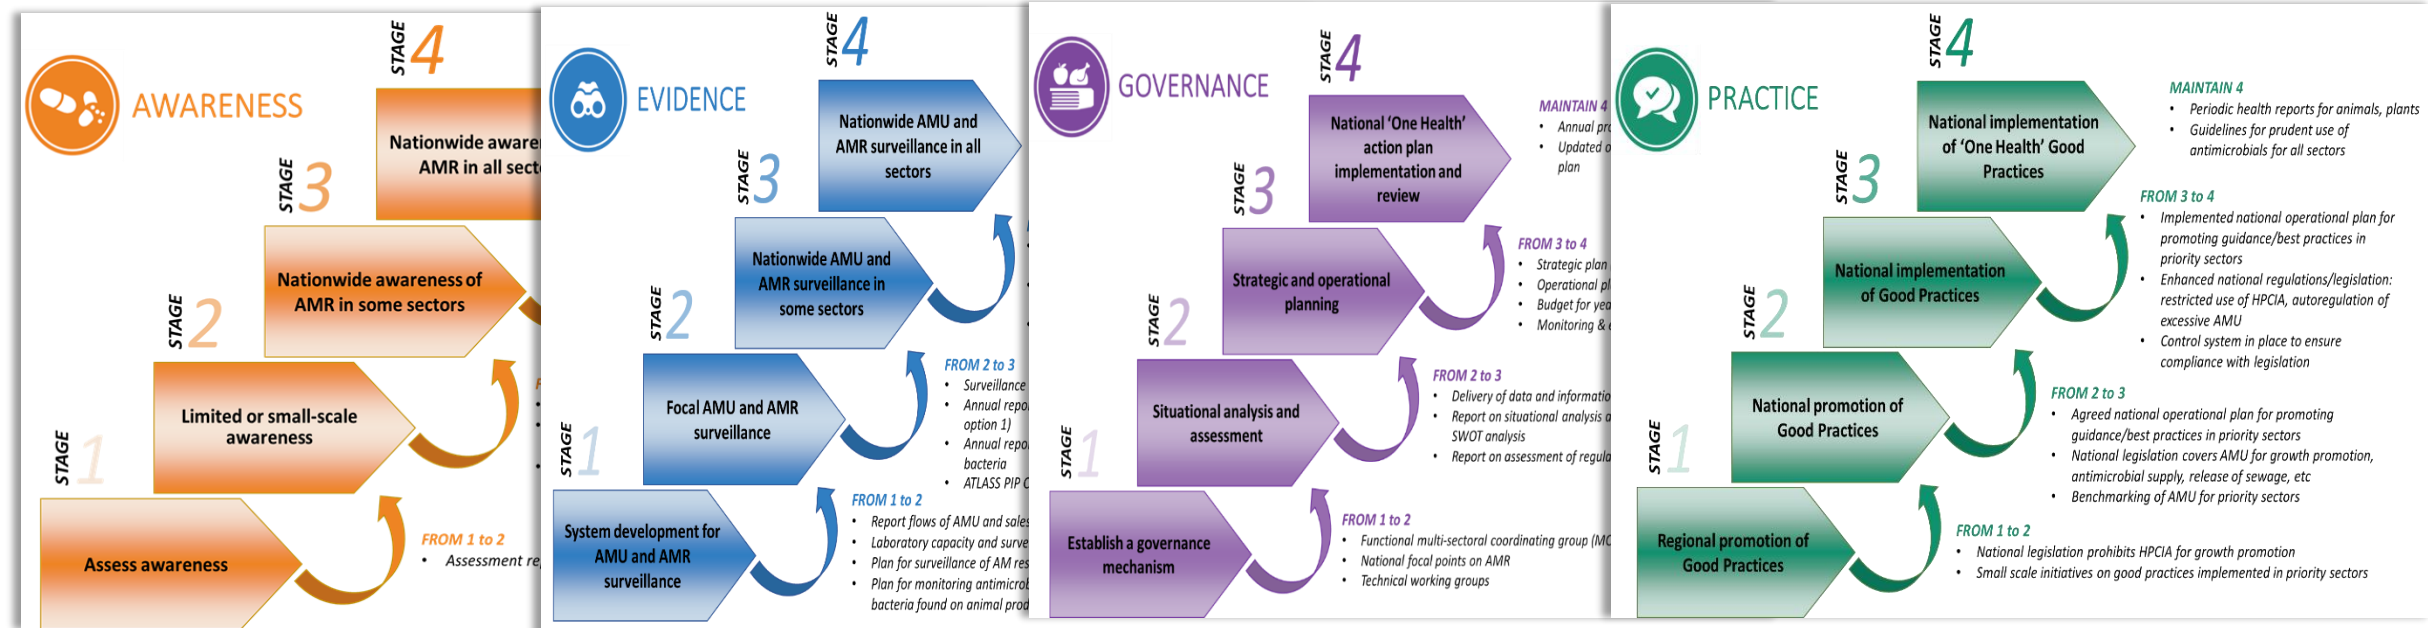 AWARENESS
STAGE 4
Nationwide
AMR in all
STAGE 3
Nationwide awareness of
AMR in some sectors
STAGE 2
Limited or small-scale
awareness
STAGE 1
Assess awareness
FROM 1 to 2
• Assessment
EVIDENCE
STAGE 4
Nationwide AMU and
AMR surveillance in all
sectors
STAGE 3
Nationwide AMU and
AMR surveillance in
some sectors
STAGE 2
Focal AMU and AMR
surveillance
FROM 2 to 3
• Surveillance
• Annual
option 1)
• Annual
bacteria
• ATLASS PIP
STAGE 1
System development for
AMU and AMR
surveillance
FROM 1 to 2
• Report flows of AMU and sales
• Laboratory capacity and
• Plan for surveillance of AM
• Plan for monitoring
bacteria found on animal
GOVERNANCE
STAGE 4
National ‘One Health’
action plan
implementation and
review
MAINTAIN 4
• Annual
• Updated
plan
STAGE 3
Strategic and operational
planning
FROM 3 to 4
• Strategic plan
• Operational
• Budget for
• Monitoring &
STAGE 2
Situational analysis and
assessment
FROM 2 to 3
• Delivery of data and
• Report on situational analysis
SWOT analysis
• Report on assessment of
STAGE 1
Establish a governance
mechanism
FROM 1 to 2
• Functional multi-sectoral coordinating group
• National focal points on AMR
• Technical working groups
PRACTICE
STAGE 4
National implementation
of ‘One Health’ Good
Practices
MAINTAIN 4
• Periodic health reports for animals, plants
• Guidelines for prudent use of
antimicrobials for all sectors
STAGE 3
National implementation
of Good Practices
FROM 3 to 4
• Implemented national operational plan for
promoting guidance/best practices in
priority sectors
• Enhanced national regulations/legislation:
restricted use of HPCIA, autoregulation of
excessive AMU
• Control system in place to ensure
compliance with legislation
STAGE 2
National promotion of
Good Practices
FROM 2 to 3
• Agreed national operational plan for promoting
guidance/best practices in priority sectors
• National legislation covers AMU for growth promotion,
antimicrobial supply, release of sewage, etc
• Benchmarking of AMU for priority sectors
STAGE 1
Regional promotion of
Good Practices
FROM 1 to 2
• National legislation prohibits HPCIA for growth promotion
• Small scale initiatives on good practices implemented in priority sectors